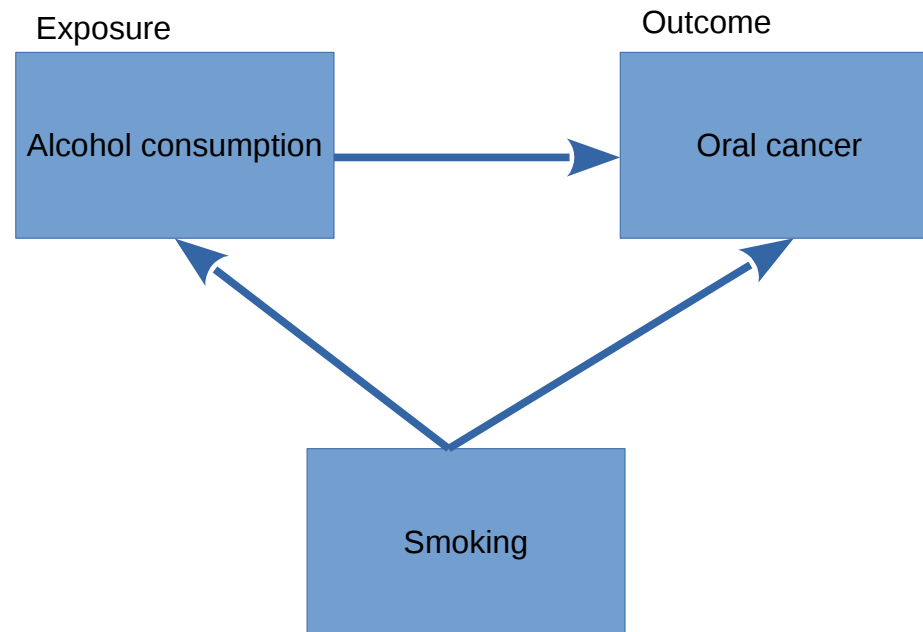 Exposure
Outcome
Alcohol consumption
Oral cancer
Smoking